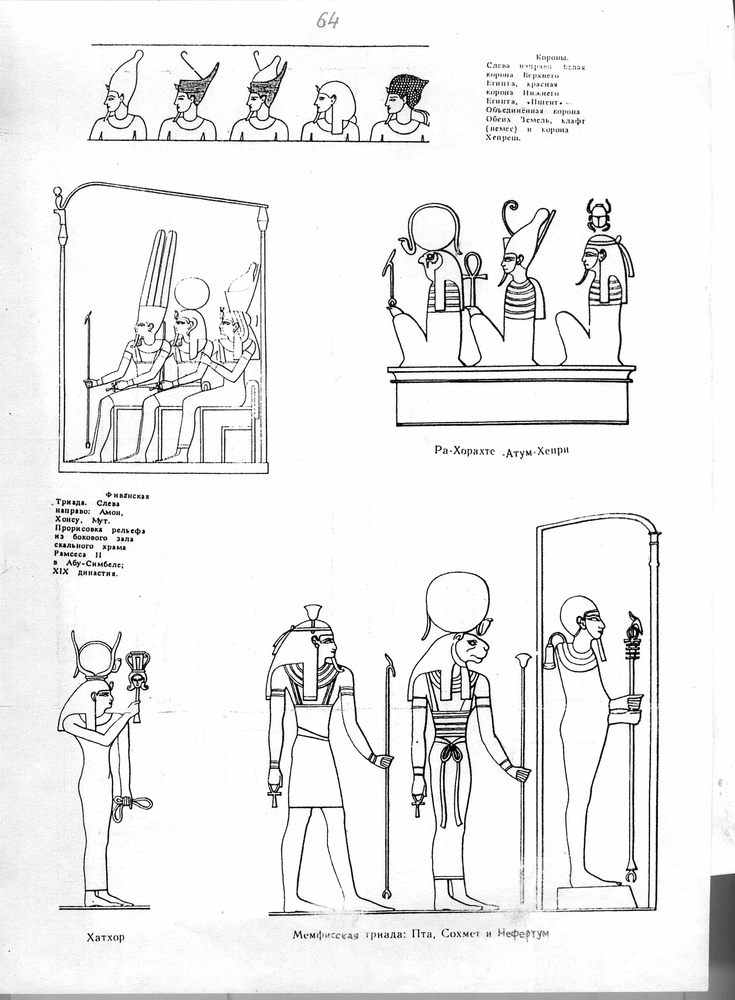 64
Короны.
Слева направо белая
корона Верхнего
Египта, красная
корона Нижнего
Египта, «Пшент» –
Объединённая корона
Обеих Земель, клафт
(немес) и корона
Хепреш.
Ра-Хорахте -Атум-Хепри
Фиванская
Триада. Слева
направо: Амон,
Хонсу, Мут.
Прорисовка рельефа
из бокового зала
скального храма
Рамсеса II
в Абу-Симбеле;
XIX династия.
Хатхор
Мемфисская триада: Пта, Сохмет и Нефертум